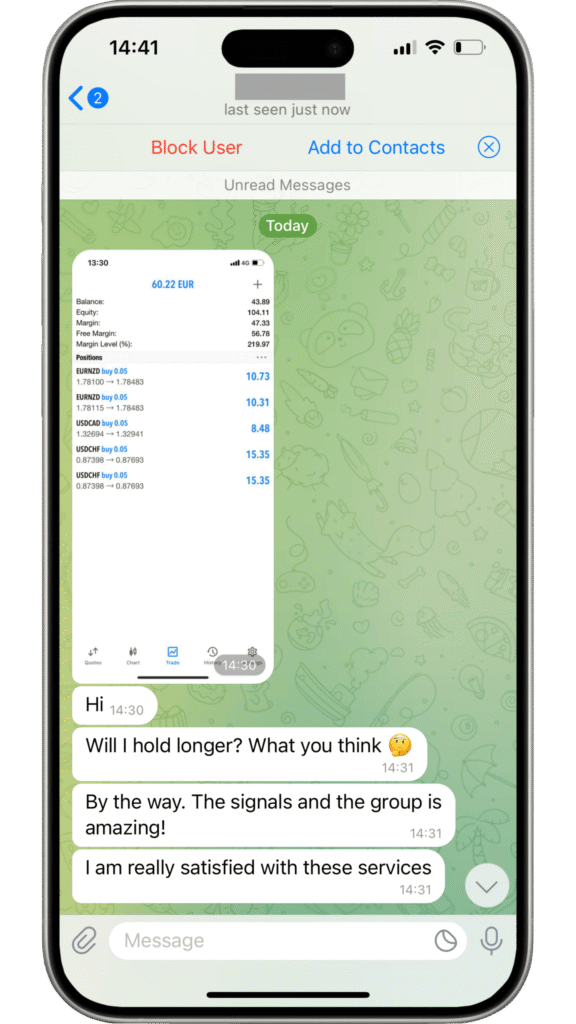 14:41
2
last seen just now
Block User
Add to Contacts
Unread Messages
Today
13:30
4G
60.22 EUR
+
Balance: 43.89
Equity: 104.11
Margin: 47.33
Free Margin: 56.78
Margin Level (%): 219.97
Positions
EURNZD buy 0.05 10.73
1.78100 → 1.78483
EURNZD buy 0.05 10.31
1.78115 → 1.78483
USDCAD buy 0.05 8.48
1.32694 → 1.32941
USDCHF buy 0.05 15.35
0.87398 → 0.87693
USDCHF buy 0.05 15.35
0.87398 → 0.87693
Quotes Chart Trade
14:30
Hi 14:30
Will I hold longer? What you think 🤔
14:31
By the way. The signals and the group is
amazing!
14:31
I am really satisfied with these services
14:31
Message